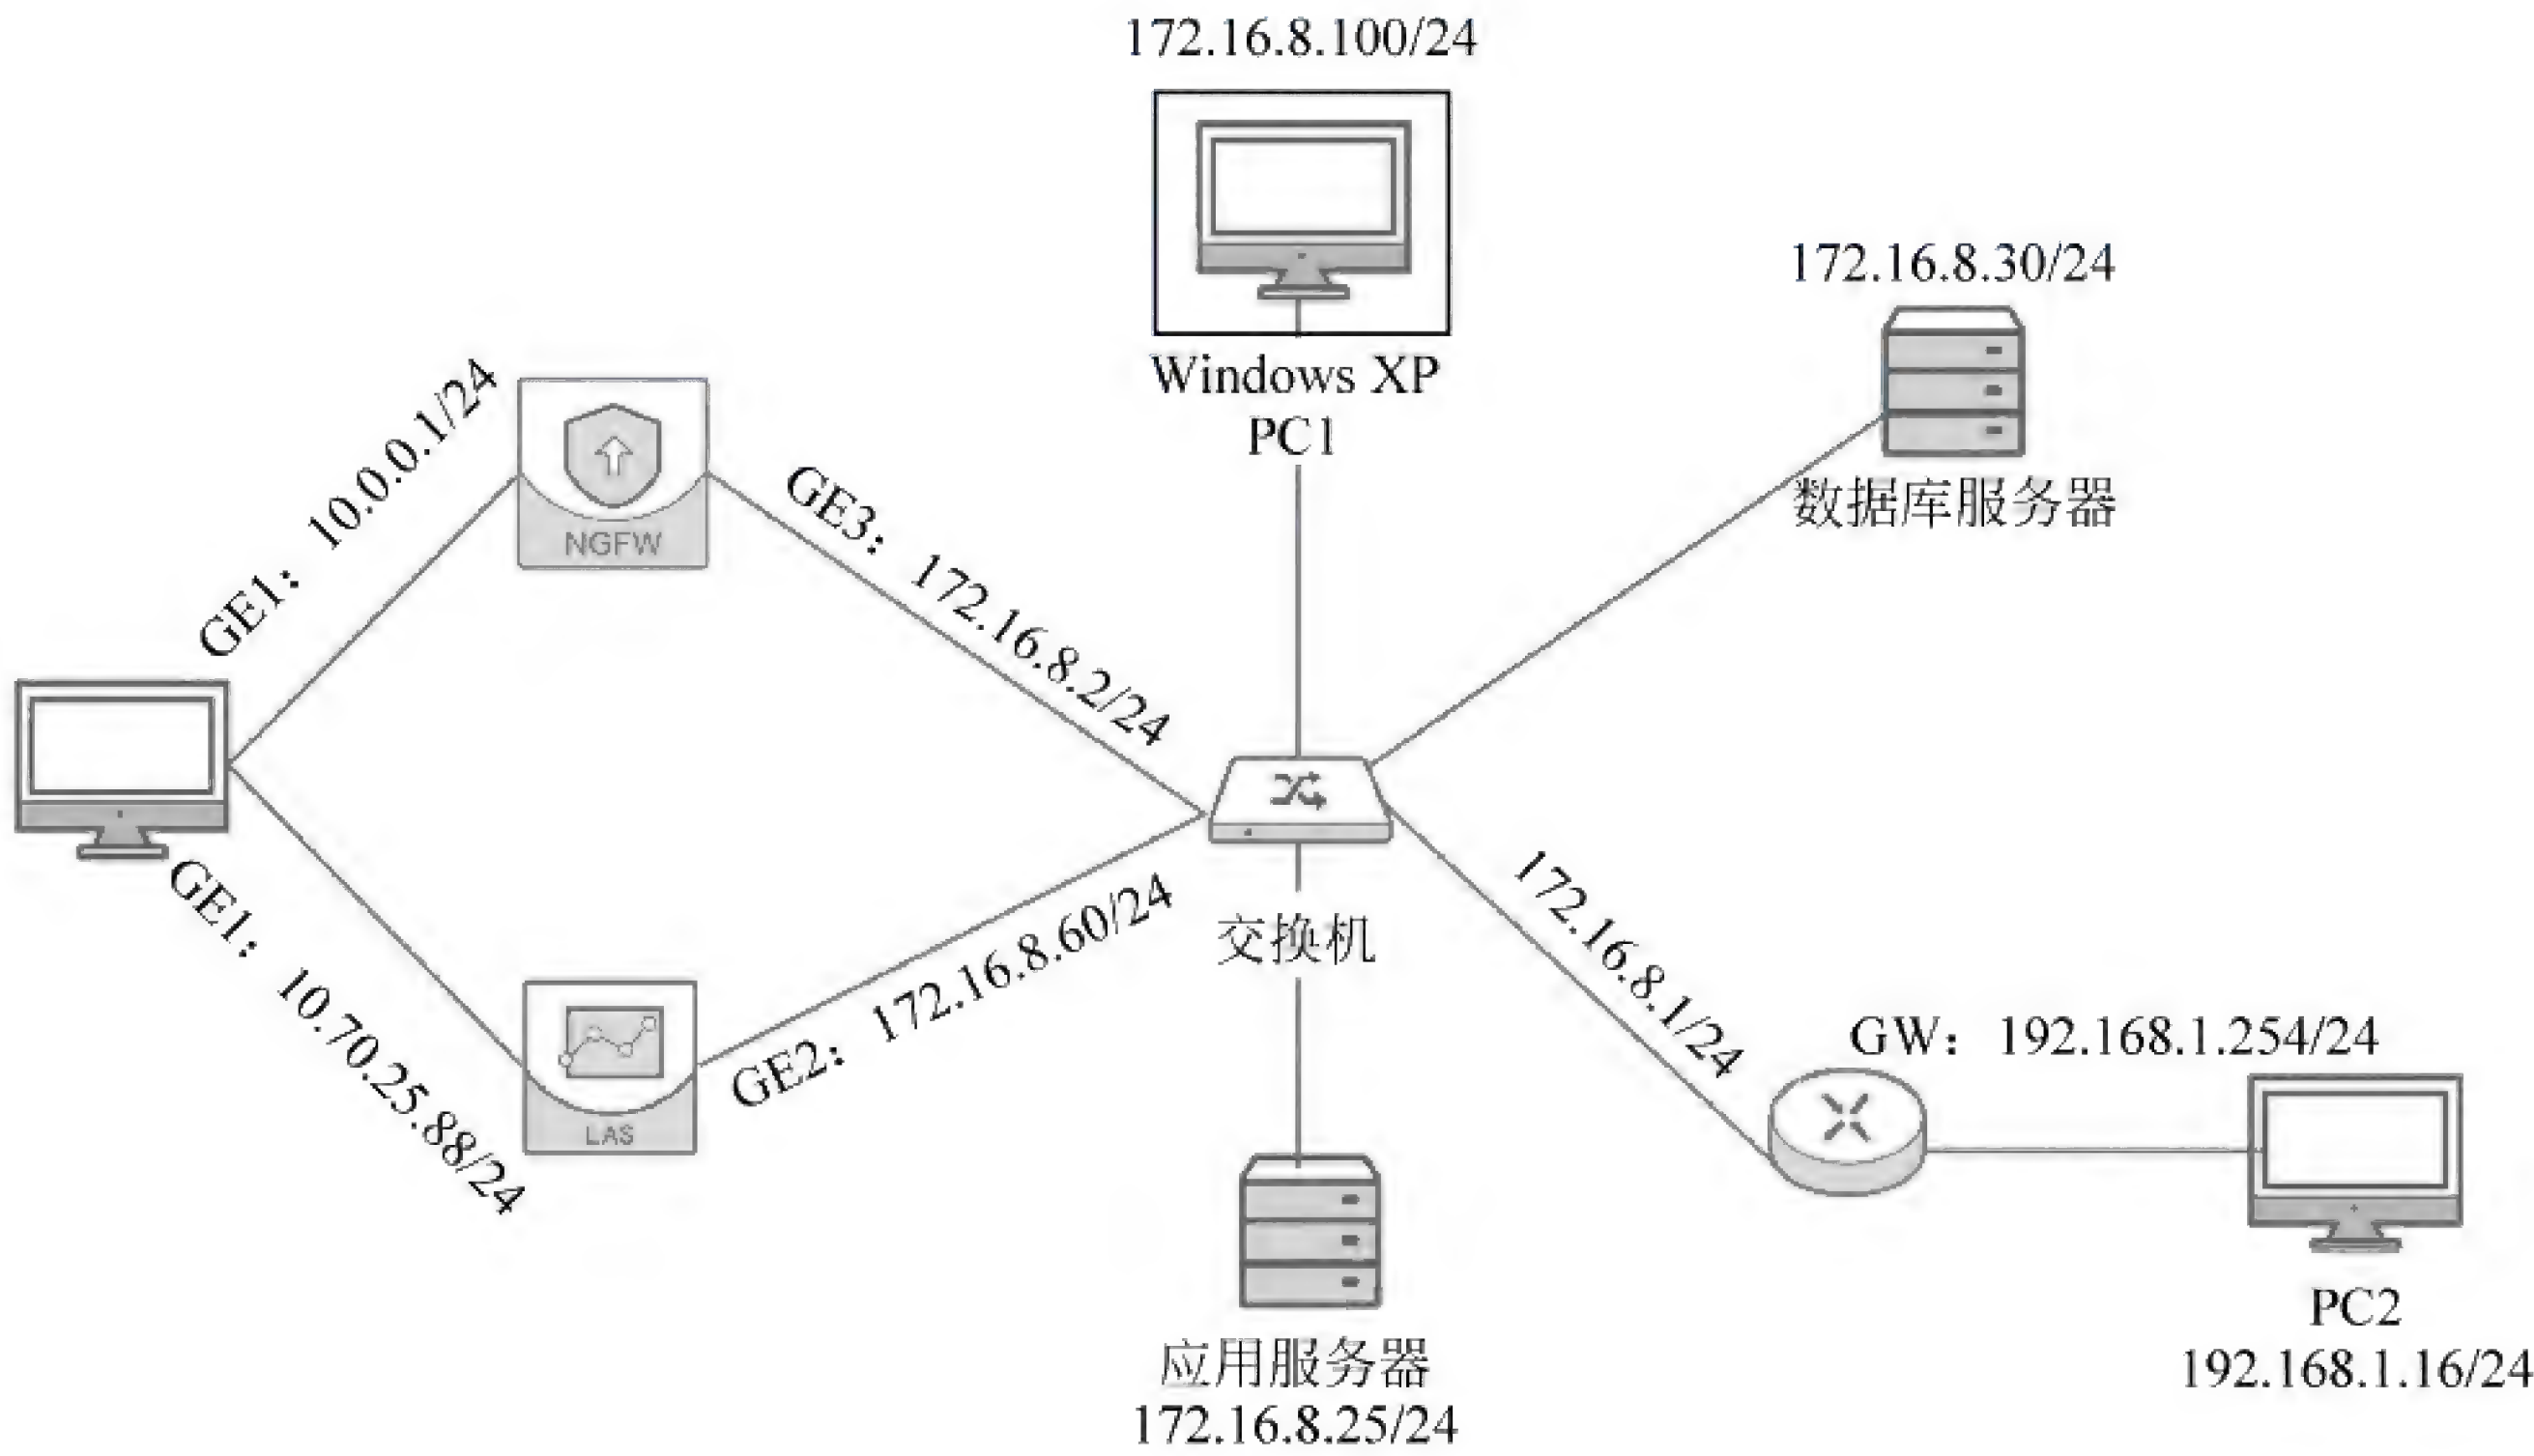 172.16.8.100/24
Windows XP
PC1
172.16.8.30/24
数据库服务器
GE1：10.0.0.1/24
NGFW
GE3：172.16.8.2/24
GE1：10.70.25.88/24
LAS
GE2：172.16.8.60/24
交换机
172.16.8.1/24
GW：192.168.1.254/24
PC2
192.168.1.16/24
应用服务器
172.16.8.25/24